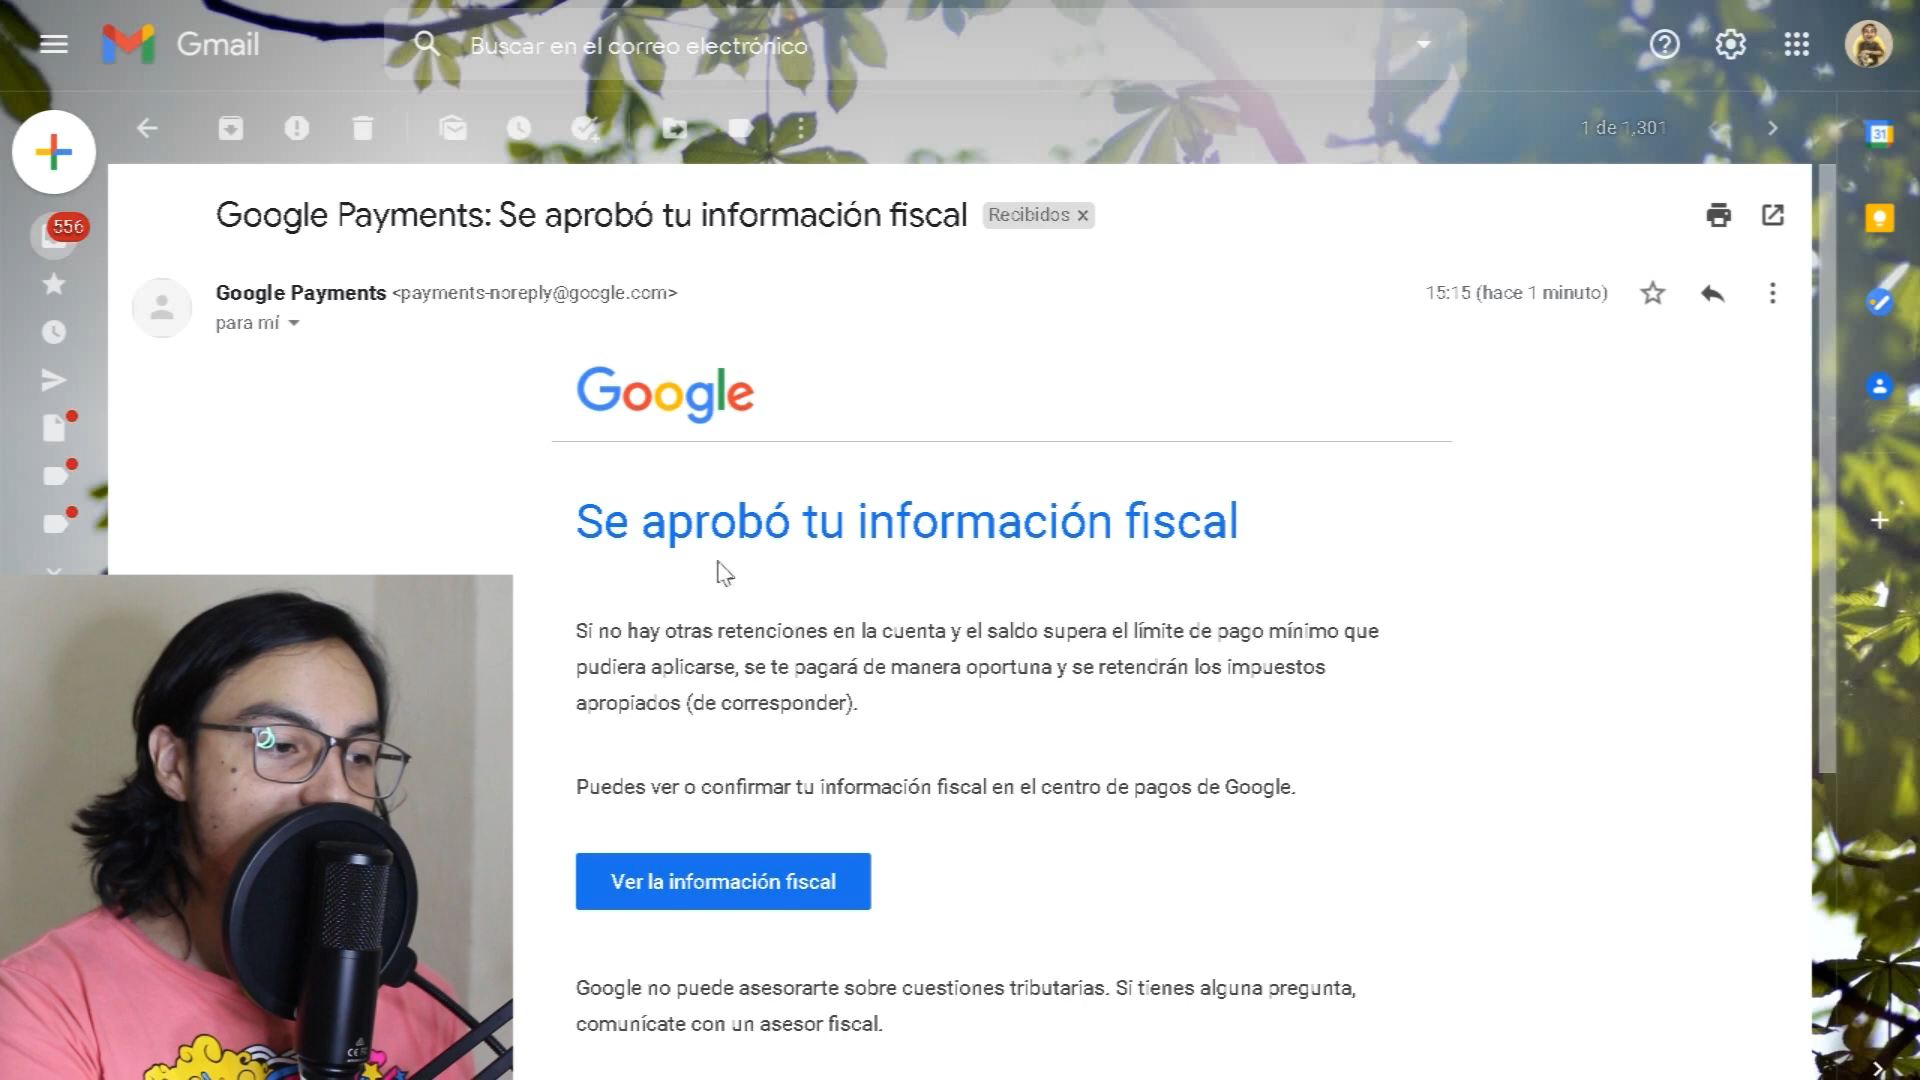 Gmail
Buscar en el correo electrónico
1 de 1,301
31
556
Google Payments: Se aprobó tu información fiscal
Recibidos ×
Google Payments <payments-noreply@google.com>
15:15 (hace 1 minuto)
para mí
Google
Se aprobó tu información fiscal
Si no hay otras retenciones en la cuenta y el saldo supera el límite de pago mínimo que
pudiera aplicarse, se te pagará de manera oportuna y se retendrán los impuestos
apropiados (de corresponder).
Puedes ver o confirmar tu información fiscal en el centro de pagos de Google.
Ver la información fiscal
Google no puede asesorarte sobre cuestiones tributarias. Si tienes alguna pregunta,
comunícate con un asesor fiscal.